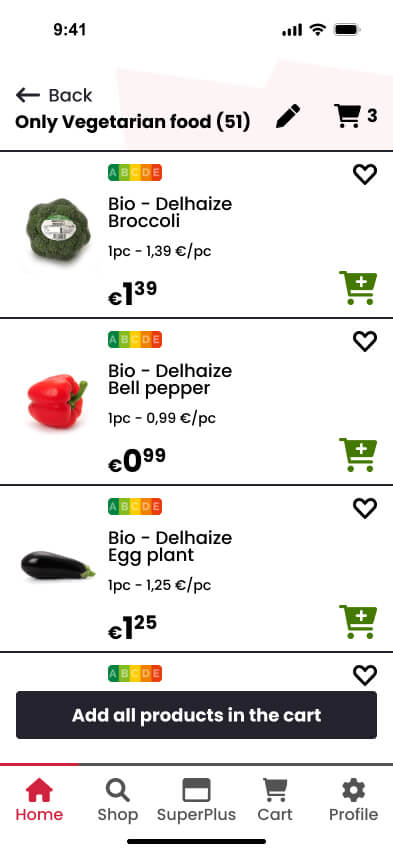 9:41
Back
Only Vegetarian food (51)
3
A B C D E
Bio - Delhaize
Broccoli
1pc - 1,39 €/pc
€1 39
A B C D E
Bio - Delhaize
Bell pepper
1pc - 0,99 €/pc
€0 99
A B C D E
Bio - Delhaize
Egg plant
1pc - 1,25 €/pc
€1 25
A B C D E
Add all products in the cart
Home Shop SuperPlus Cart Profile